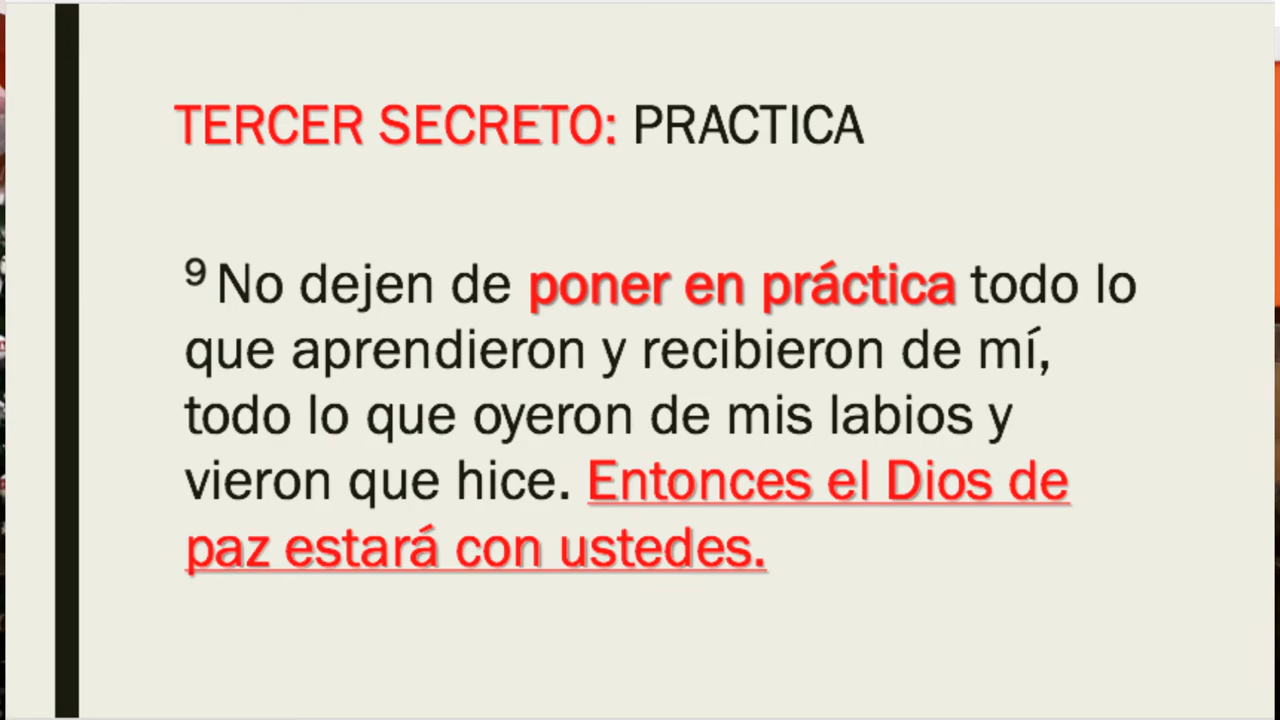 TERCER SECRETO: PRACTICA
9 No dejen de poner en práctica todo lo
que aprendieron y recibieron de mí,
todo lo que oyeron de mis labios y
vieron que hice. Entonces el Dios de
paz estará con ustedes.